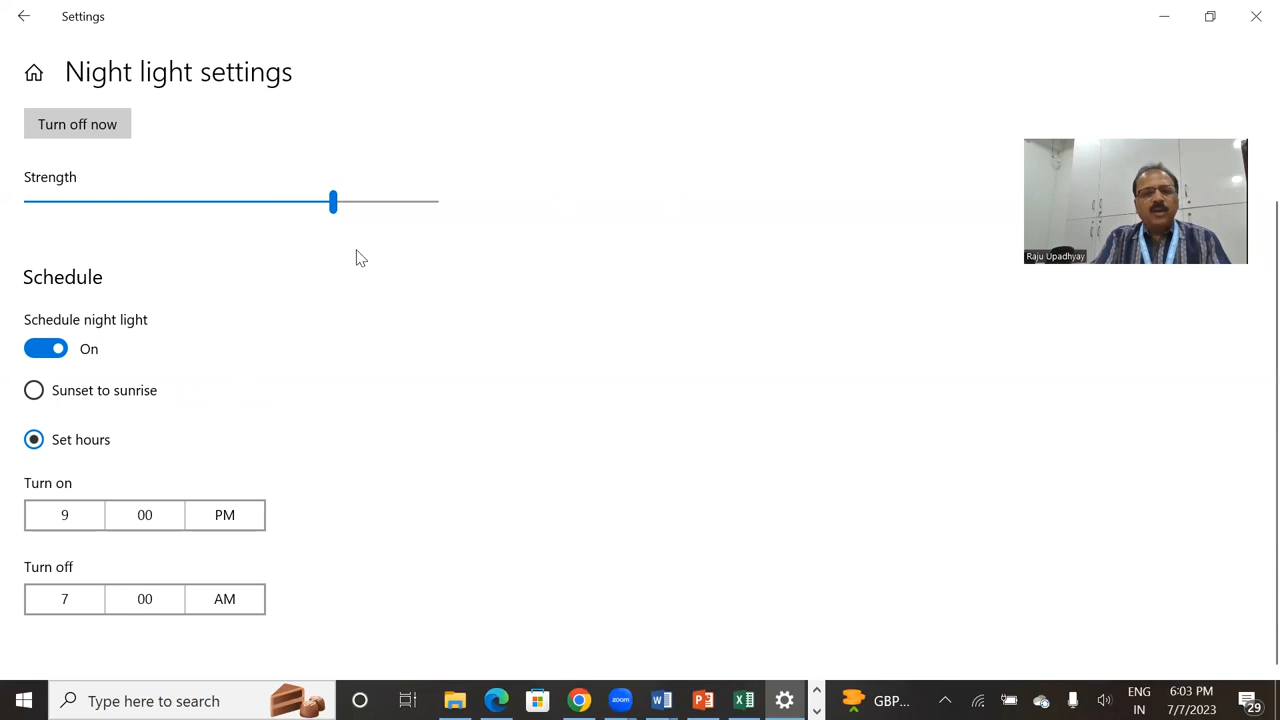 Settings
Night light settings
Turn off now
Strength
Raju Upadhyay
Schedule
Schedule night light
On
Sunset to sunrise
Set hours
Turn on
9 00 PM
Turn off
7 00 AM
Type here to search
zoom
GBP...
ENG
IN
6:03 PM
7/7/2023
29